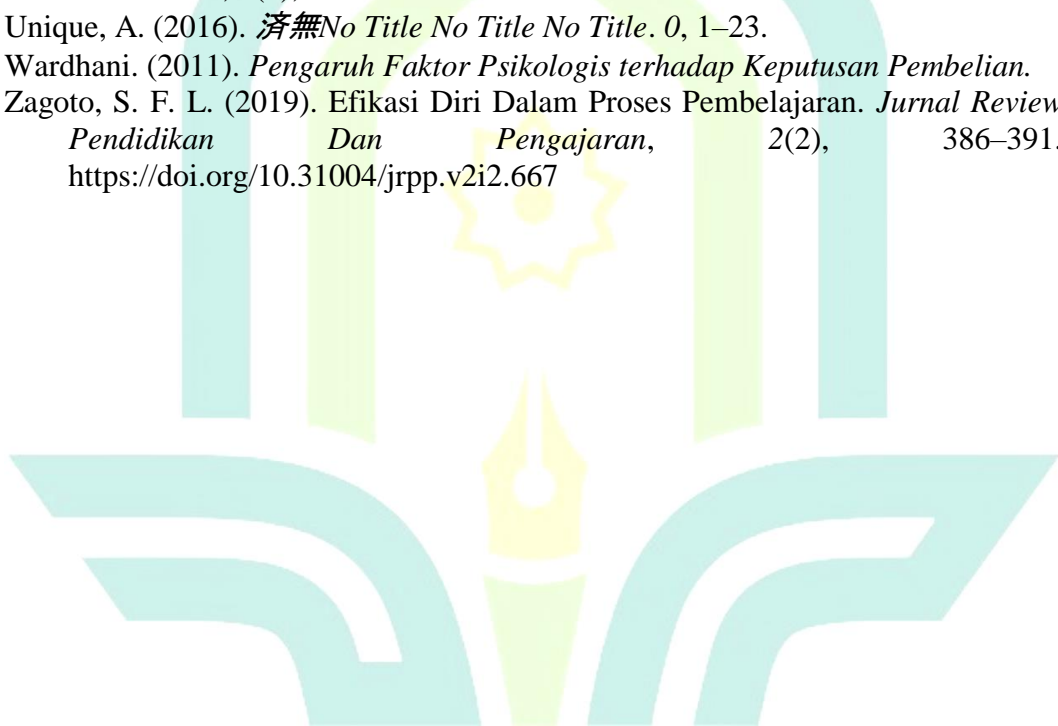 Unique, A. (2016). 済無No Title No Title No Title. 0, 1–23.
Wardhani. (2011). Pengaruh Faktor Psikologis terhadap Keputusan Pembelian.
Zagoto, S. F. L. (2019). Efikasi Diri Dalam Proses Pembelajaran. Jurnal Review
Pendidikan Dan Pengajaran, 2(2), 386–391.
https://doi.org/10.31004/jrpp.v2i2.667